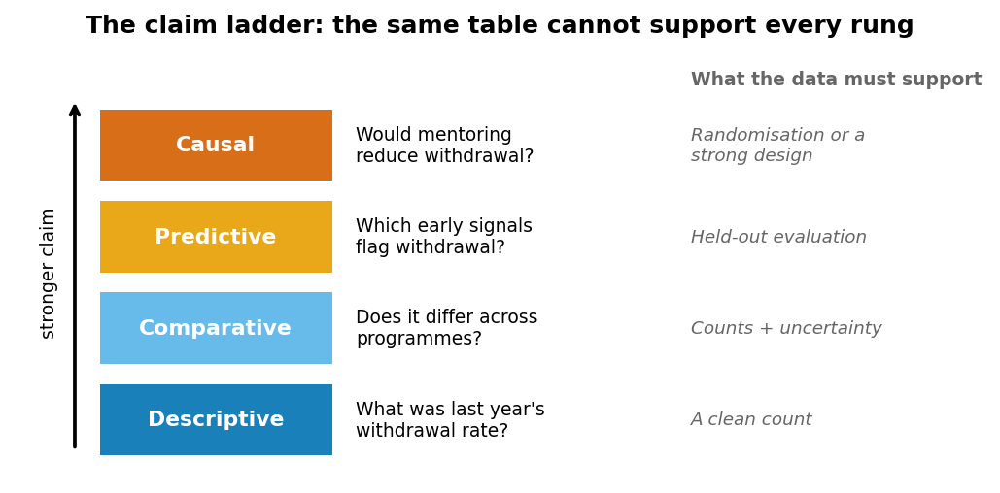 The claim ladder: the same table cannot support every rung
What the data must support
Causal
Would mentoring
reduce withdrawal?
Randomisation or a
strong design
Predictive
Which early signals
flag withdrawal?
Held-out evaluation
Comparative
Does it differ across
programmes?
Counts + uncertainty
Descriptive
What was last year's
withdrawal rate?
A clean count
stronger claim